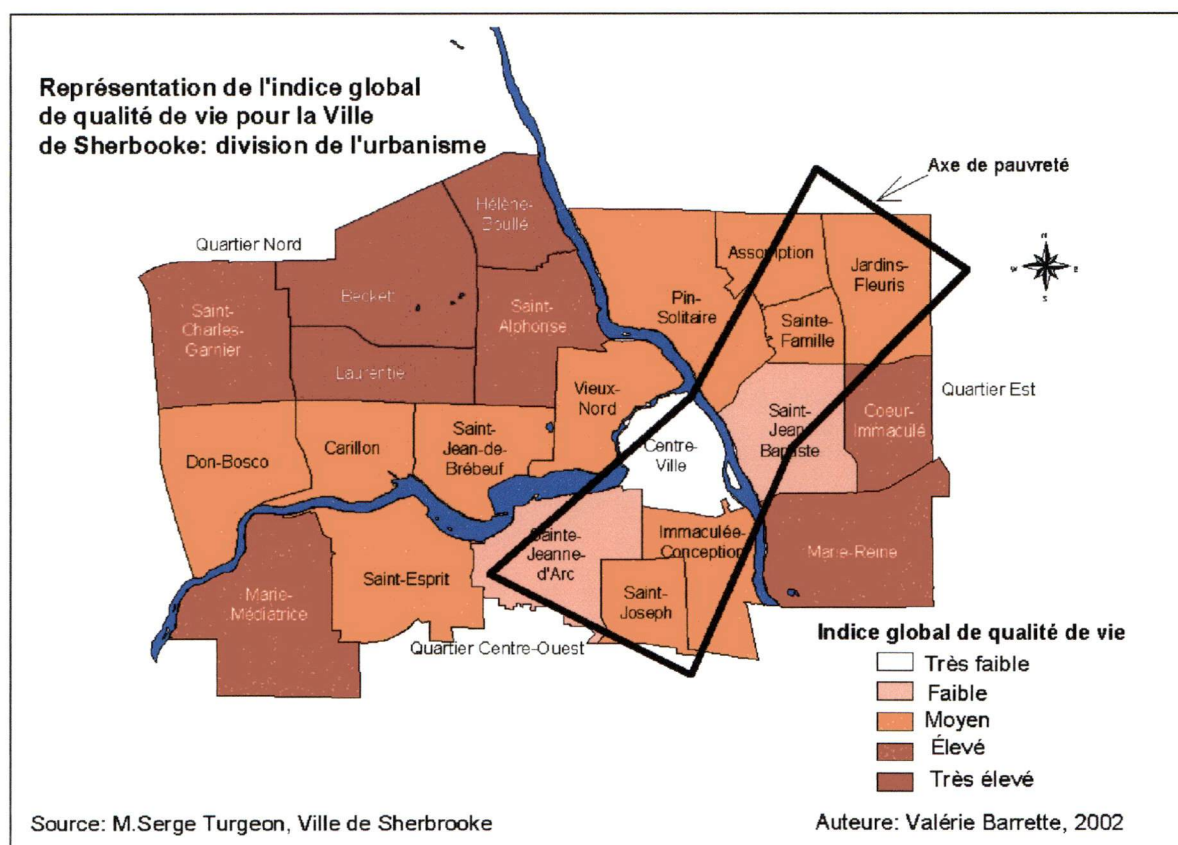 Représentation de l'indice global
de qualité de vie pour la Ville
de Sherbooke: division de l'urbanisme
Axe de pauvreté
Quartier Nord
Hélène-
Boullé
Assomption
Jardins-
Fleuris
Becket
Saint-
Charles-
Garnier
Saint-
Alphonse
Pin-
Solitaire
Sainte-
Famille
Laurentie
Vieux-
Nord
Quartier Est
Don-Bosco
Carillon
Saint-
Jean-de-
Brébeuf
Centre-
Ville
Saint-
Jean
Baptiste
Coeur-
Immaculé
Sainte-
Jeanne-
d'Arc
Immaculée-
Conception
Marie-Reine
Marie-
Médiatrice
Saint-Esprit
Saint-
Joseph
Quartier Centre-Ouest
N
W
E
S
Indice global de qualité de vie
Très faible
Faible
Moyen
Élevé
Très élevé
Source: M.Serge Turgeon, Ville de Sherbrooke
Auteure: Valérie Barrette, 2002